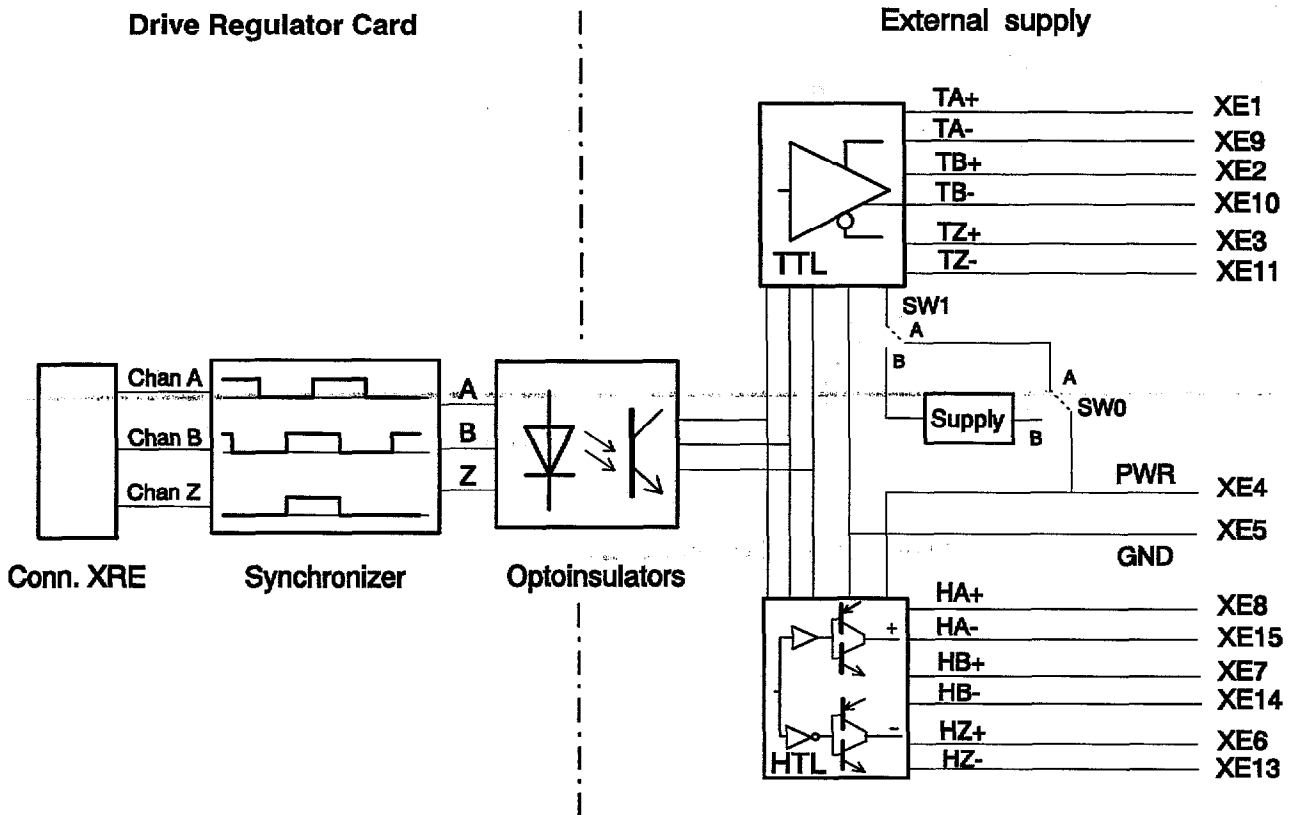 Drive Regulator Card
External supply
TA+ XE1
TA- XE9
TB+ XE2
TB- XE10
TZ+ XE3
TZ- XE11
TTL
SW1
A
B
A
SW0
Supply
B
Chan A
Chan B
Chan Z
A
B
Z
PWR XE4
XE5
GND
Conn. XRE
Synchronizer
Optoinsulators
HA+ XE8
HA- XE15
HB+ XE7
HB- XE14
HZ+ XE6
HZ- XE13
+
-
HTL